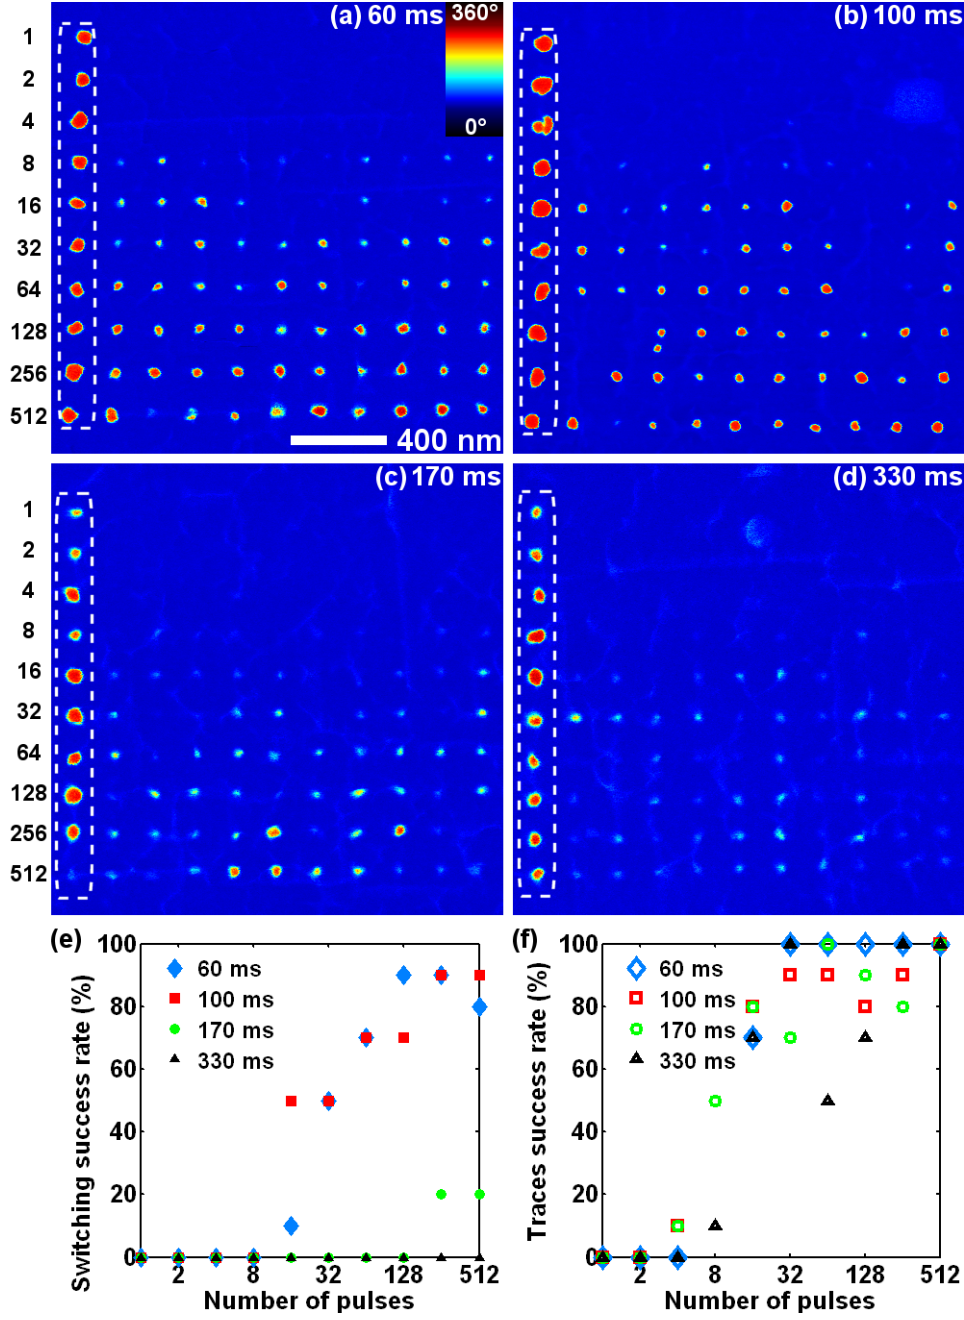 (a) 60 ms
360°
0°
1
2
4
8
16
32
64
128
256
512
400 nm
(b) 100 ms
(c) 170 ms
1
2
4
8
16
32
64
128
256
512
(d) 330 ms
(e)
Switching success rate (%)
100
80
60
40
20
0
60 ms
100 ms
170 ms
330 ms
2 8 32 128 512
Number of pulses
(f)
Traces success rate (%)
100
80
60
40
20
0
60 ms
100 ms
170 ms
330 ms
2 8 32 128 512
Number of pulses